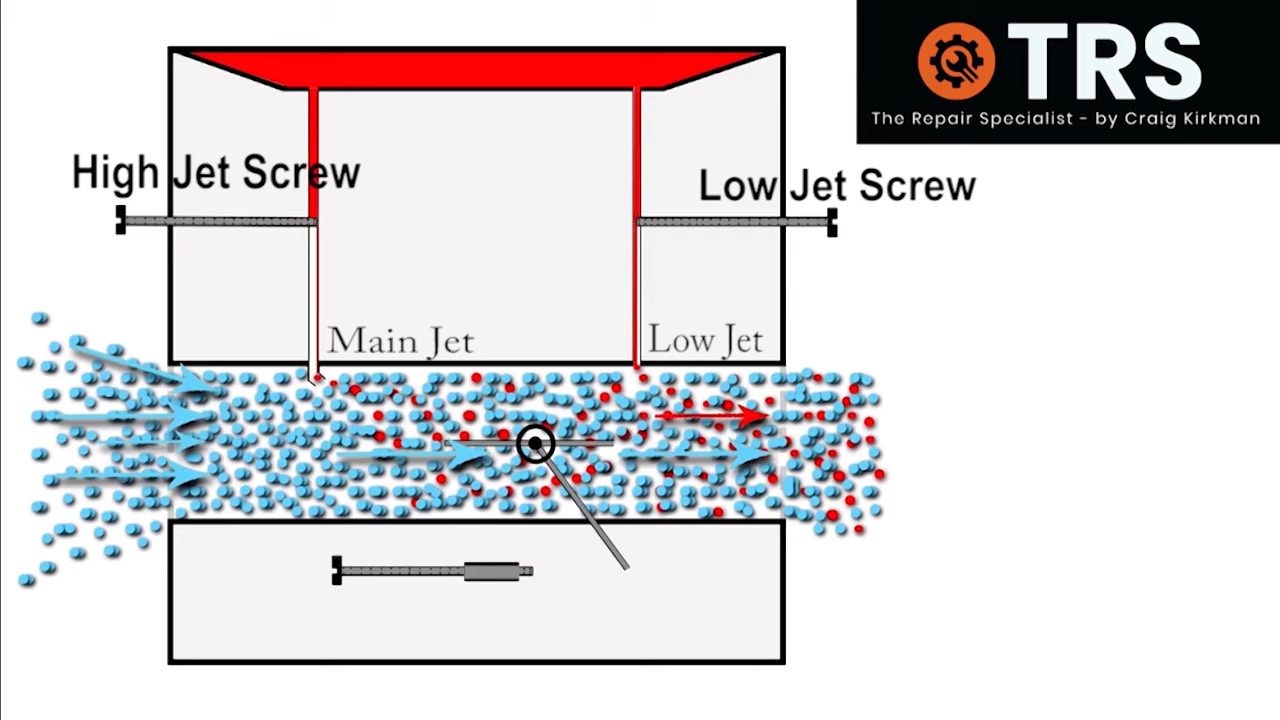 TRS
The Repair Specialist - by Craig Kirkman
High Jet Screw
Low Jet Screw
Main Jet
Low Jet